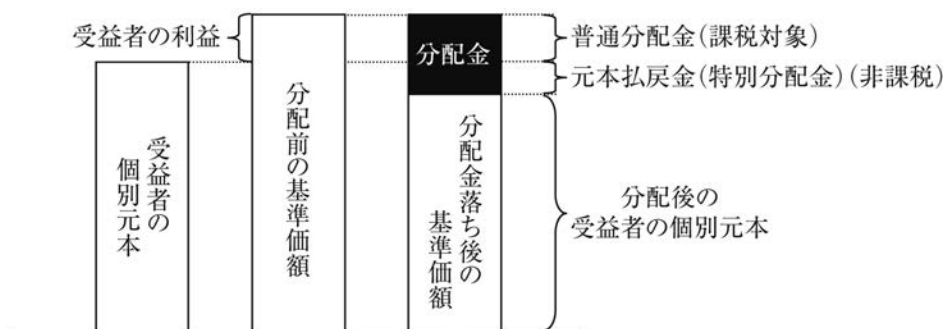 受益者の利益
受益者の
個別元本
分配前の基準価額
分配金
分配金落ち後の
基準価額
普通分配金(課税対象)
元本払戻金(特別分配金)(非課税)
分配後の
受益者の個別元本